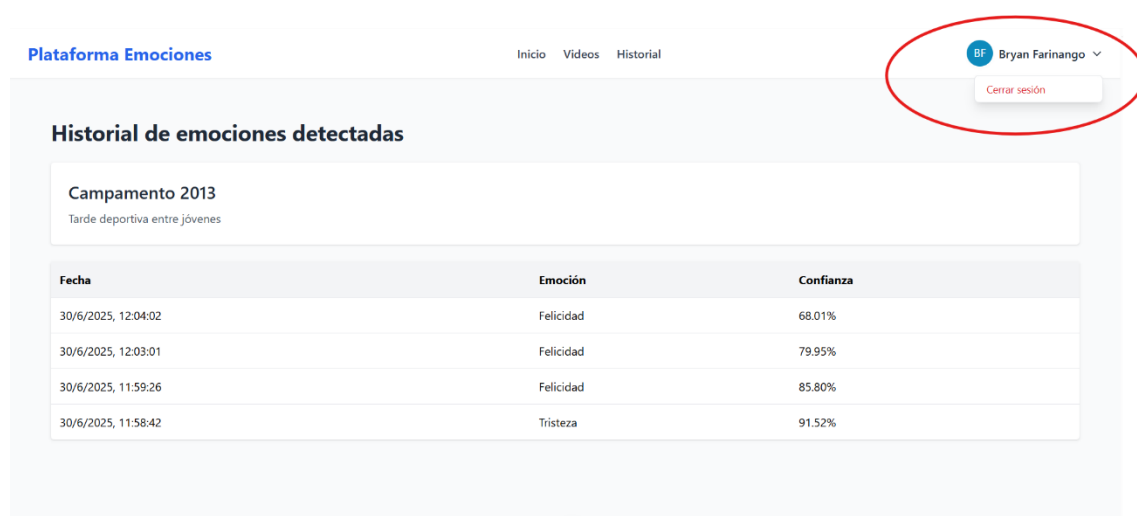 Plataforma Emociones
Inicio Videos Historial
BF Bryan Farinango
Cerrar sesión
Historial de emociones detectadas
Campamento 2013
Tarde deportiva entre jóvenes
Fecha Emoción Confianza
30/6/2025, 12:04:02 Felicidad 68.01%
30/6/2025, 12:03:01 Felicidad 79.95%
30/6/2025, 11:59:26 Felicidad 85.80%
30/6/2025, 11:58:42 Tristeza 91.52%